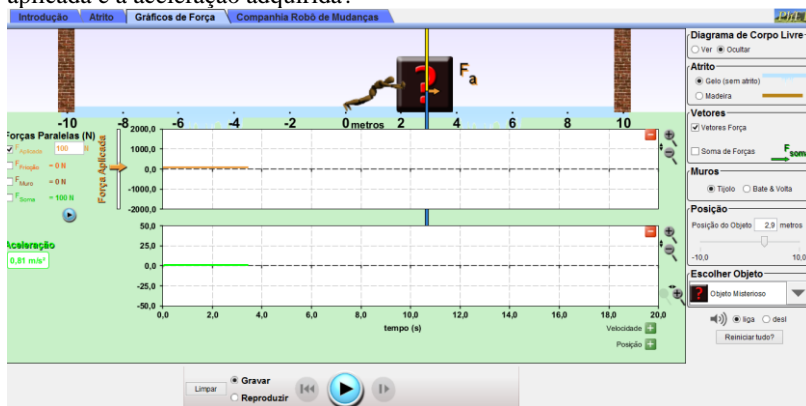 aplicada e a aceleração adquirida?
Introdução Atrito Gráficos de Força Companhia Robô de Mudanças
Diagrama de Corpo Livre
Ver Ocultar
Atrito
Gelo (sem atrito)
Madeira
Vetores
Vetores Força
Soma de Forças F soma
Muros
Tijolo Bate & Volta
Posição
Posição do Objeto 2,9 metros
-10,0 10,0
Escolher Objeto
? Objeto Misterioso
liga desl
Reiniciar tudo?
? Fa
-10 -8 -6 -4 -2 0 metros 2 4 6 8 10
Forças Paralelas (N)
F Aplicada 100 N
F Fricção = 0 N
F Muro = 0 N
F Soma = 100 N
Força Aplicada
2000,0
1000,0
0,0
-1000,0
-2000,0
Aceleração
0,81 m/s²
50,0
25,0
0,0
-25,0
-50,0
0,0 2,0 4,0 6,0 8,0 10,0 12,0 14,0 16,0 18,0 20,0
tempo (s)
Velocidade
Posição
Limpar Gravar
Reproduzir